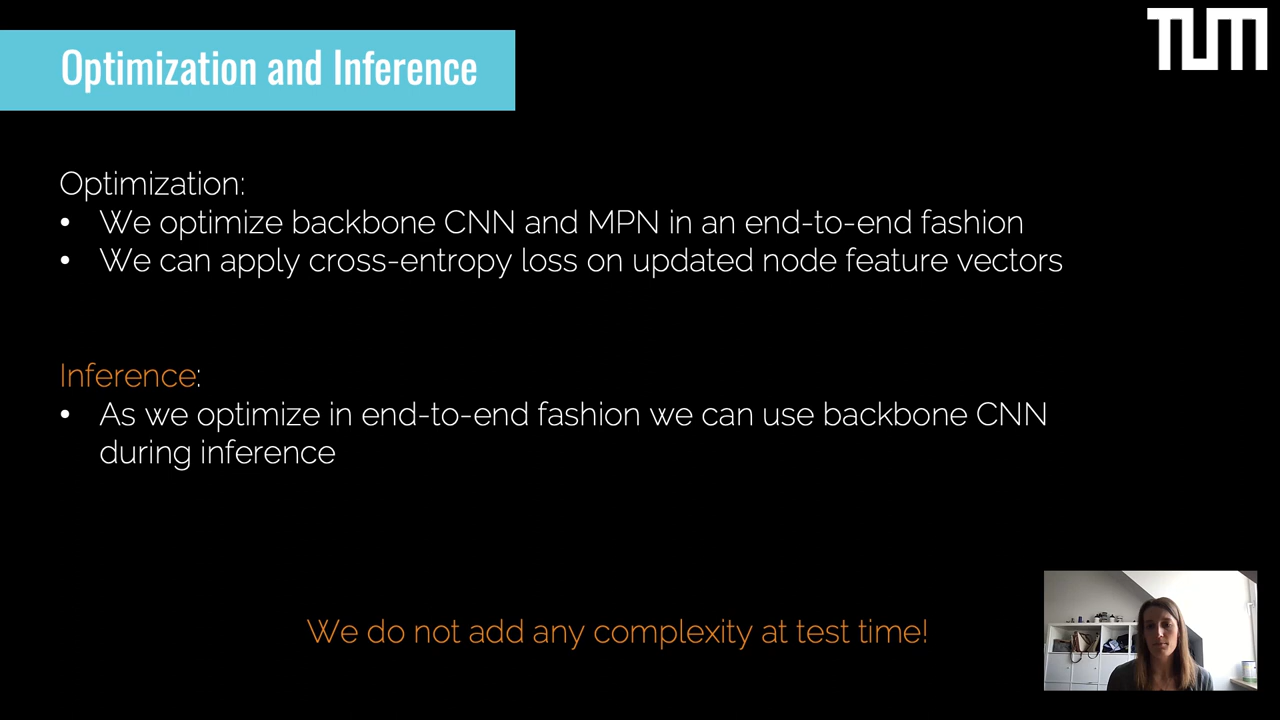 TUM
Optimization and Inference
Optimization:
• We optimize backbone CNN and MPN in an end-to-end fashion
• We can apply cross-entropy loss on updated node feature vectors
Inference:
• As we optimize in end-to-end fashion we can use backbone CNN
during inference
We do not add any complexity at test time!